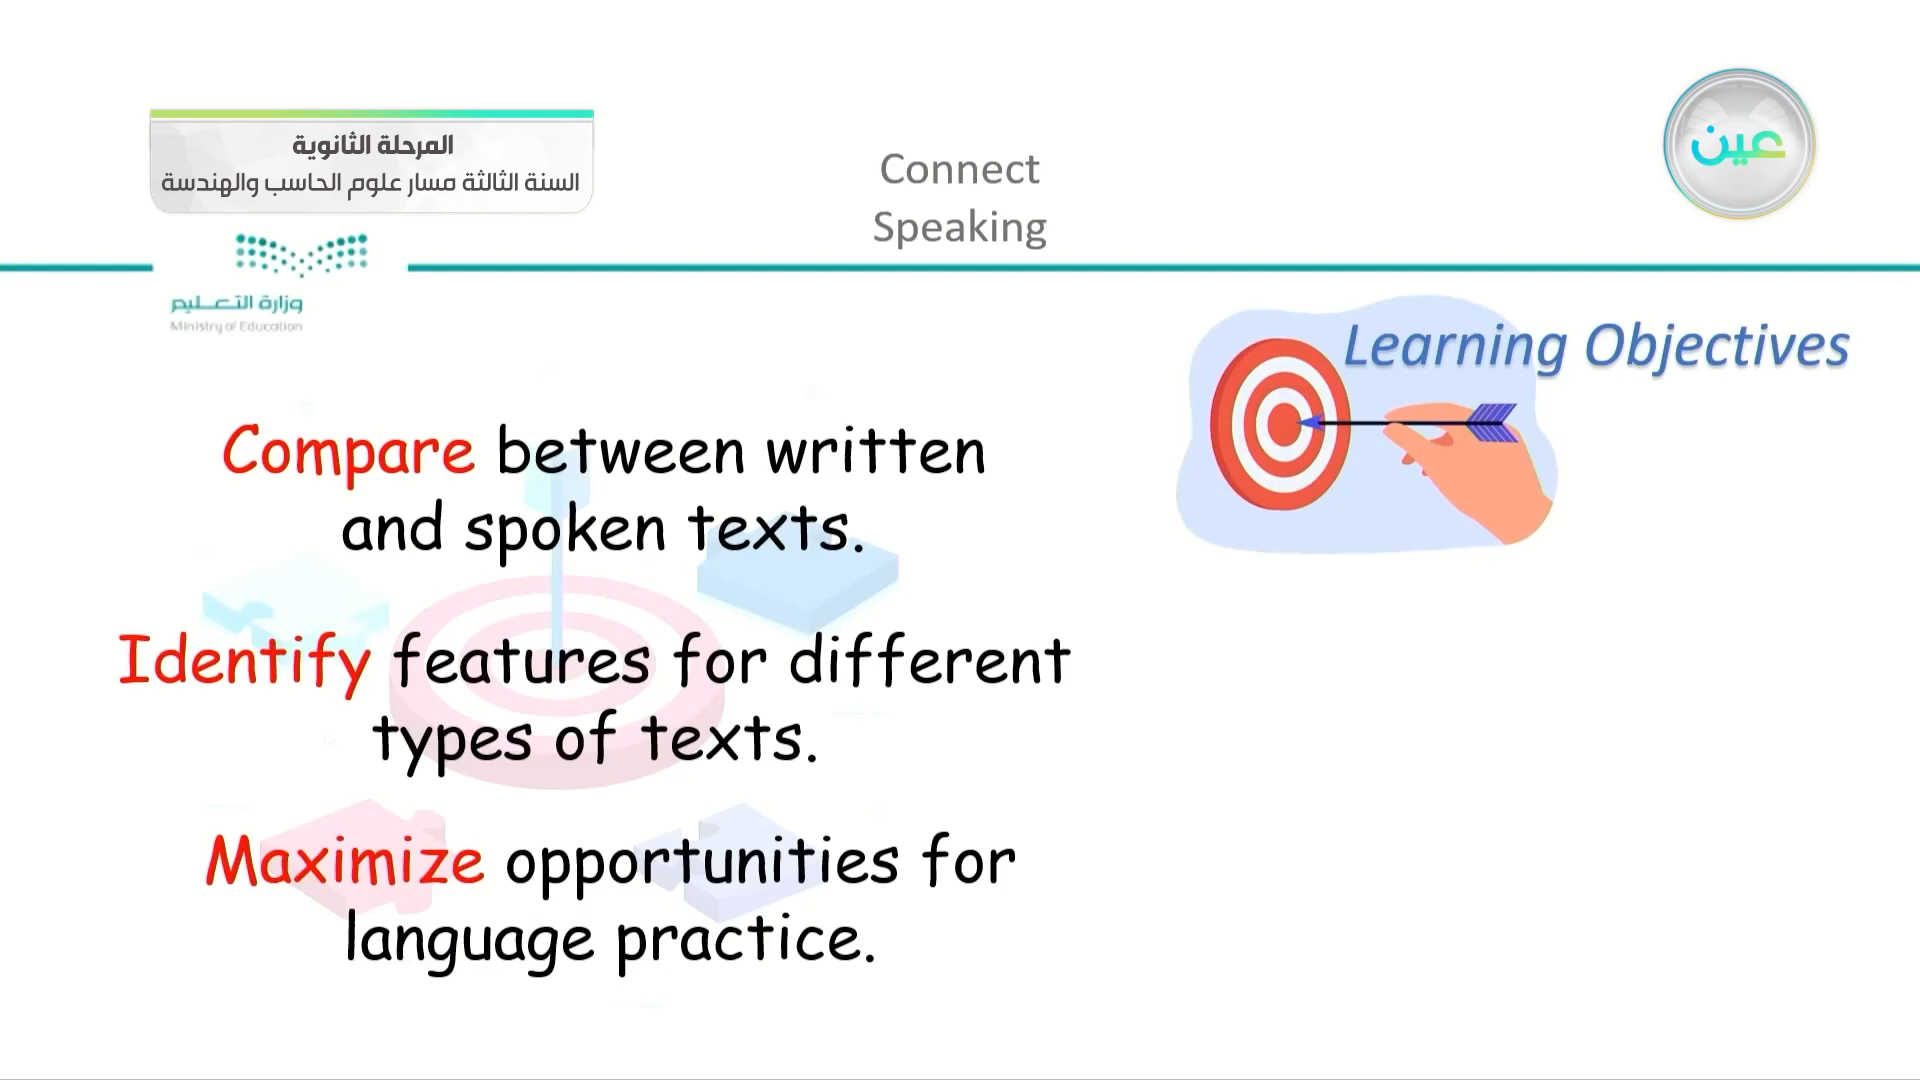 المرحلة الثانوية
السنة الثالثة مسار علوم الحاسب والهندسة
Connect
Speaking
عين
وزارة التعليم
Ministry of Education
Learning Objectives
Compare between written
and spoken texts.
Identify features for different
types of texts.
Maximize opportunities for
language practice.